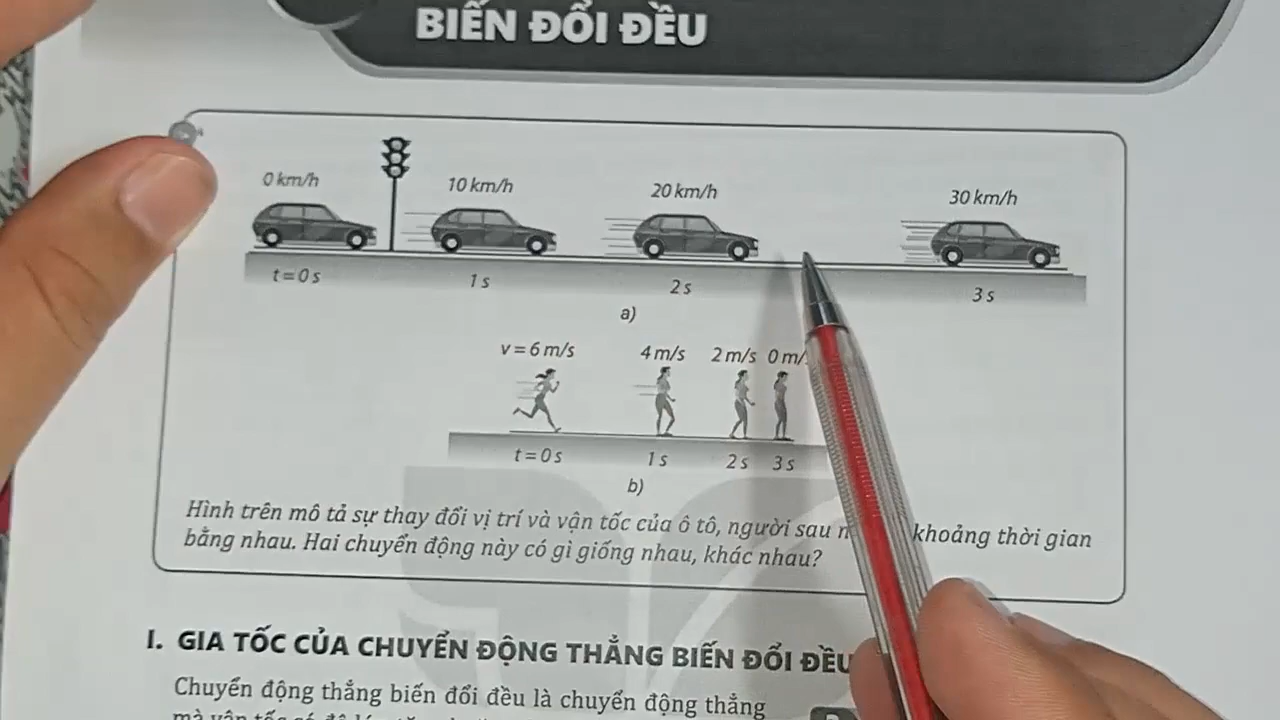 BIẾN ĐỔI ĐỀU
0 km/h 10 km/h 20 km/h 30 km/h
t = 0 s 1 s 2 s 3 s
a)
v = 6 m/s 4 m/s 2 m/s 0 m/
t = 0 s 1 s 2 s 3 s
b)
Hình trên mô tả sự thay đổi vị trí và vận tốc của ô tô, người sau khoảng thời gian
bằng nhau. Hai chuyển động này có gì giống nhau, khác nhau?
I. GIA TỐC CỦA CHUYỂN ĐỘNG THẲNG BIẾN ĐỔI ĐỀU
Chuyển động thẳng biến đổi đều là chuyển động thẳng